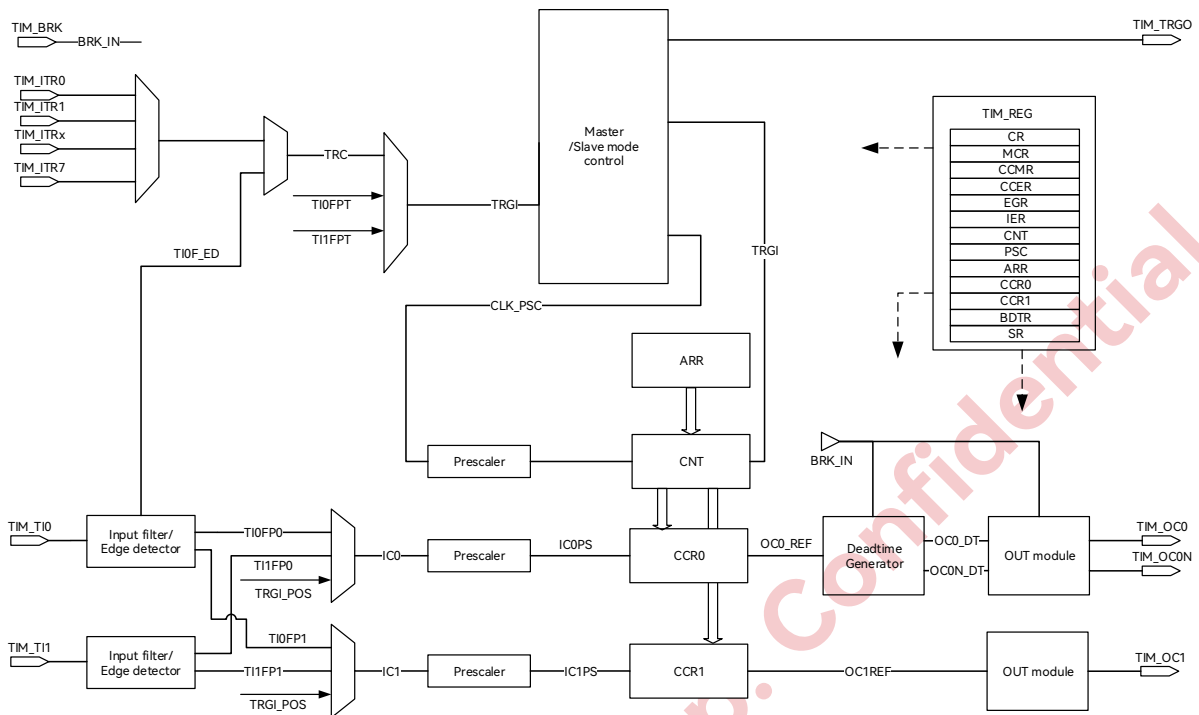 TIM_BRK
BRK_IN
TIM_TRGO
TIM_ITR0
TIM_ITR1
TIM_ITRx
TIM_ITR7
TRC
TI0FPT
TI1FPT
TRGI
Master
/Slave mode
control
TIM_REG
CR
MCR
CCMR
CCER
EGR
IER
CNT
PSC
ARR
CCR0
CCR1
BDTR
SR
TI0F_ED
TRGI
CLK_PSC
ARR
Prescaler
CNT
BRK_IN
TIM_TI0
Input filter/
Edge detector
TI0FP0
TI1FP0
TRGI_POS
IC0
Prescaler
IC0PS
CCR0
OC0_REF
Deadtime
Generator
OC0_DT
OC0N_DT
OUT module
TIM_OC0
TIM_OC0N
TIM_TI1
Input filter/
Edge detector
TI0FP1
TI1FP1
TRGI_POS
IC1
Prescaler
IC1PS
CCR1
OC1REF
OUT module
TIM_OC1
p. Confidential